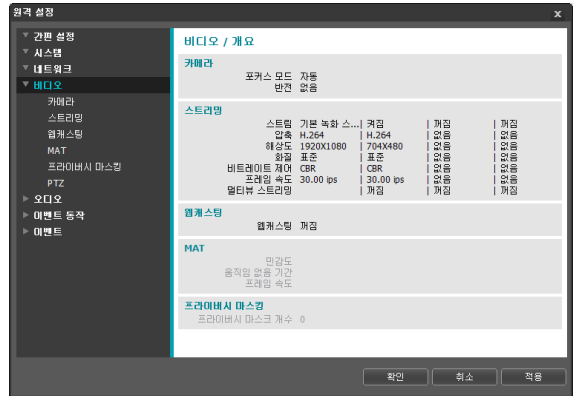 원격 설정
x
간편 설정
시스템
네트워크
비디오
카메라
스트리밍
웹캐스팅
MAT
프라이버시 마스킹
PTZ
오디오
이벤트 동작
이벤트
비디오 / 개요
카메라
포커스 모드 자동
반전 없음
스트리밍
스트림 기본 녹화 스... | 켜짐 | 꺼짐 | 꺼짐
압축 H.264 | H.264 | 없음 | 없음
해상도 1920X1080 | 704X480 | 없음 | 없음
화질 표준 | 표준 | 없음 | 없음
비트레이트 제어 CBR | CBR | 없음 | 없음
프레임 속도 30.00 ips | 30.00 ips | 없음 | 없음
멀티뷰 스트리밍 | 꺼짐 | 꺼짐 | 꺼짐
웹캐스팅
웹캐스팅 꺼짐
MAT
민감도
움직임 없음 기간
프레임 속도
프라이버시 마스킹
프라이버시 마스크 개수 0
확인 취소 적용